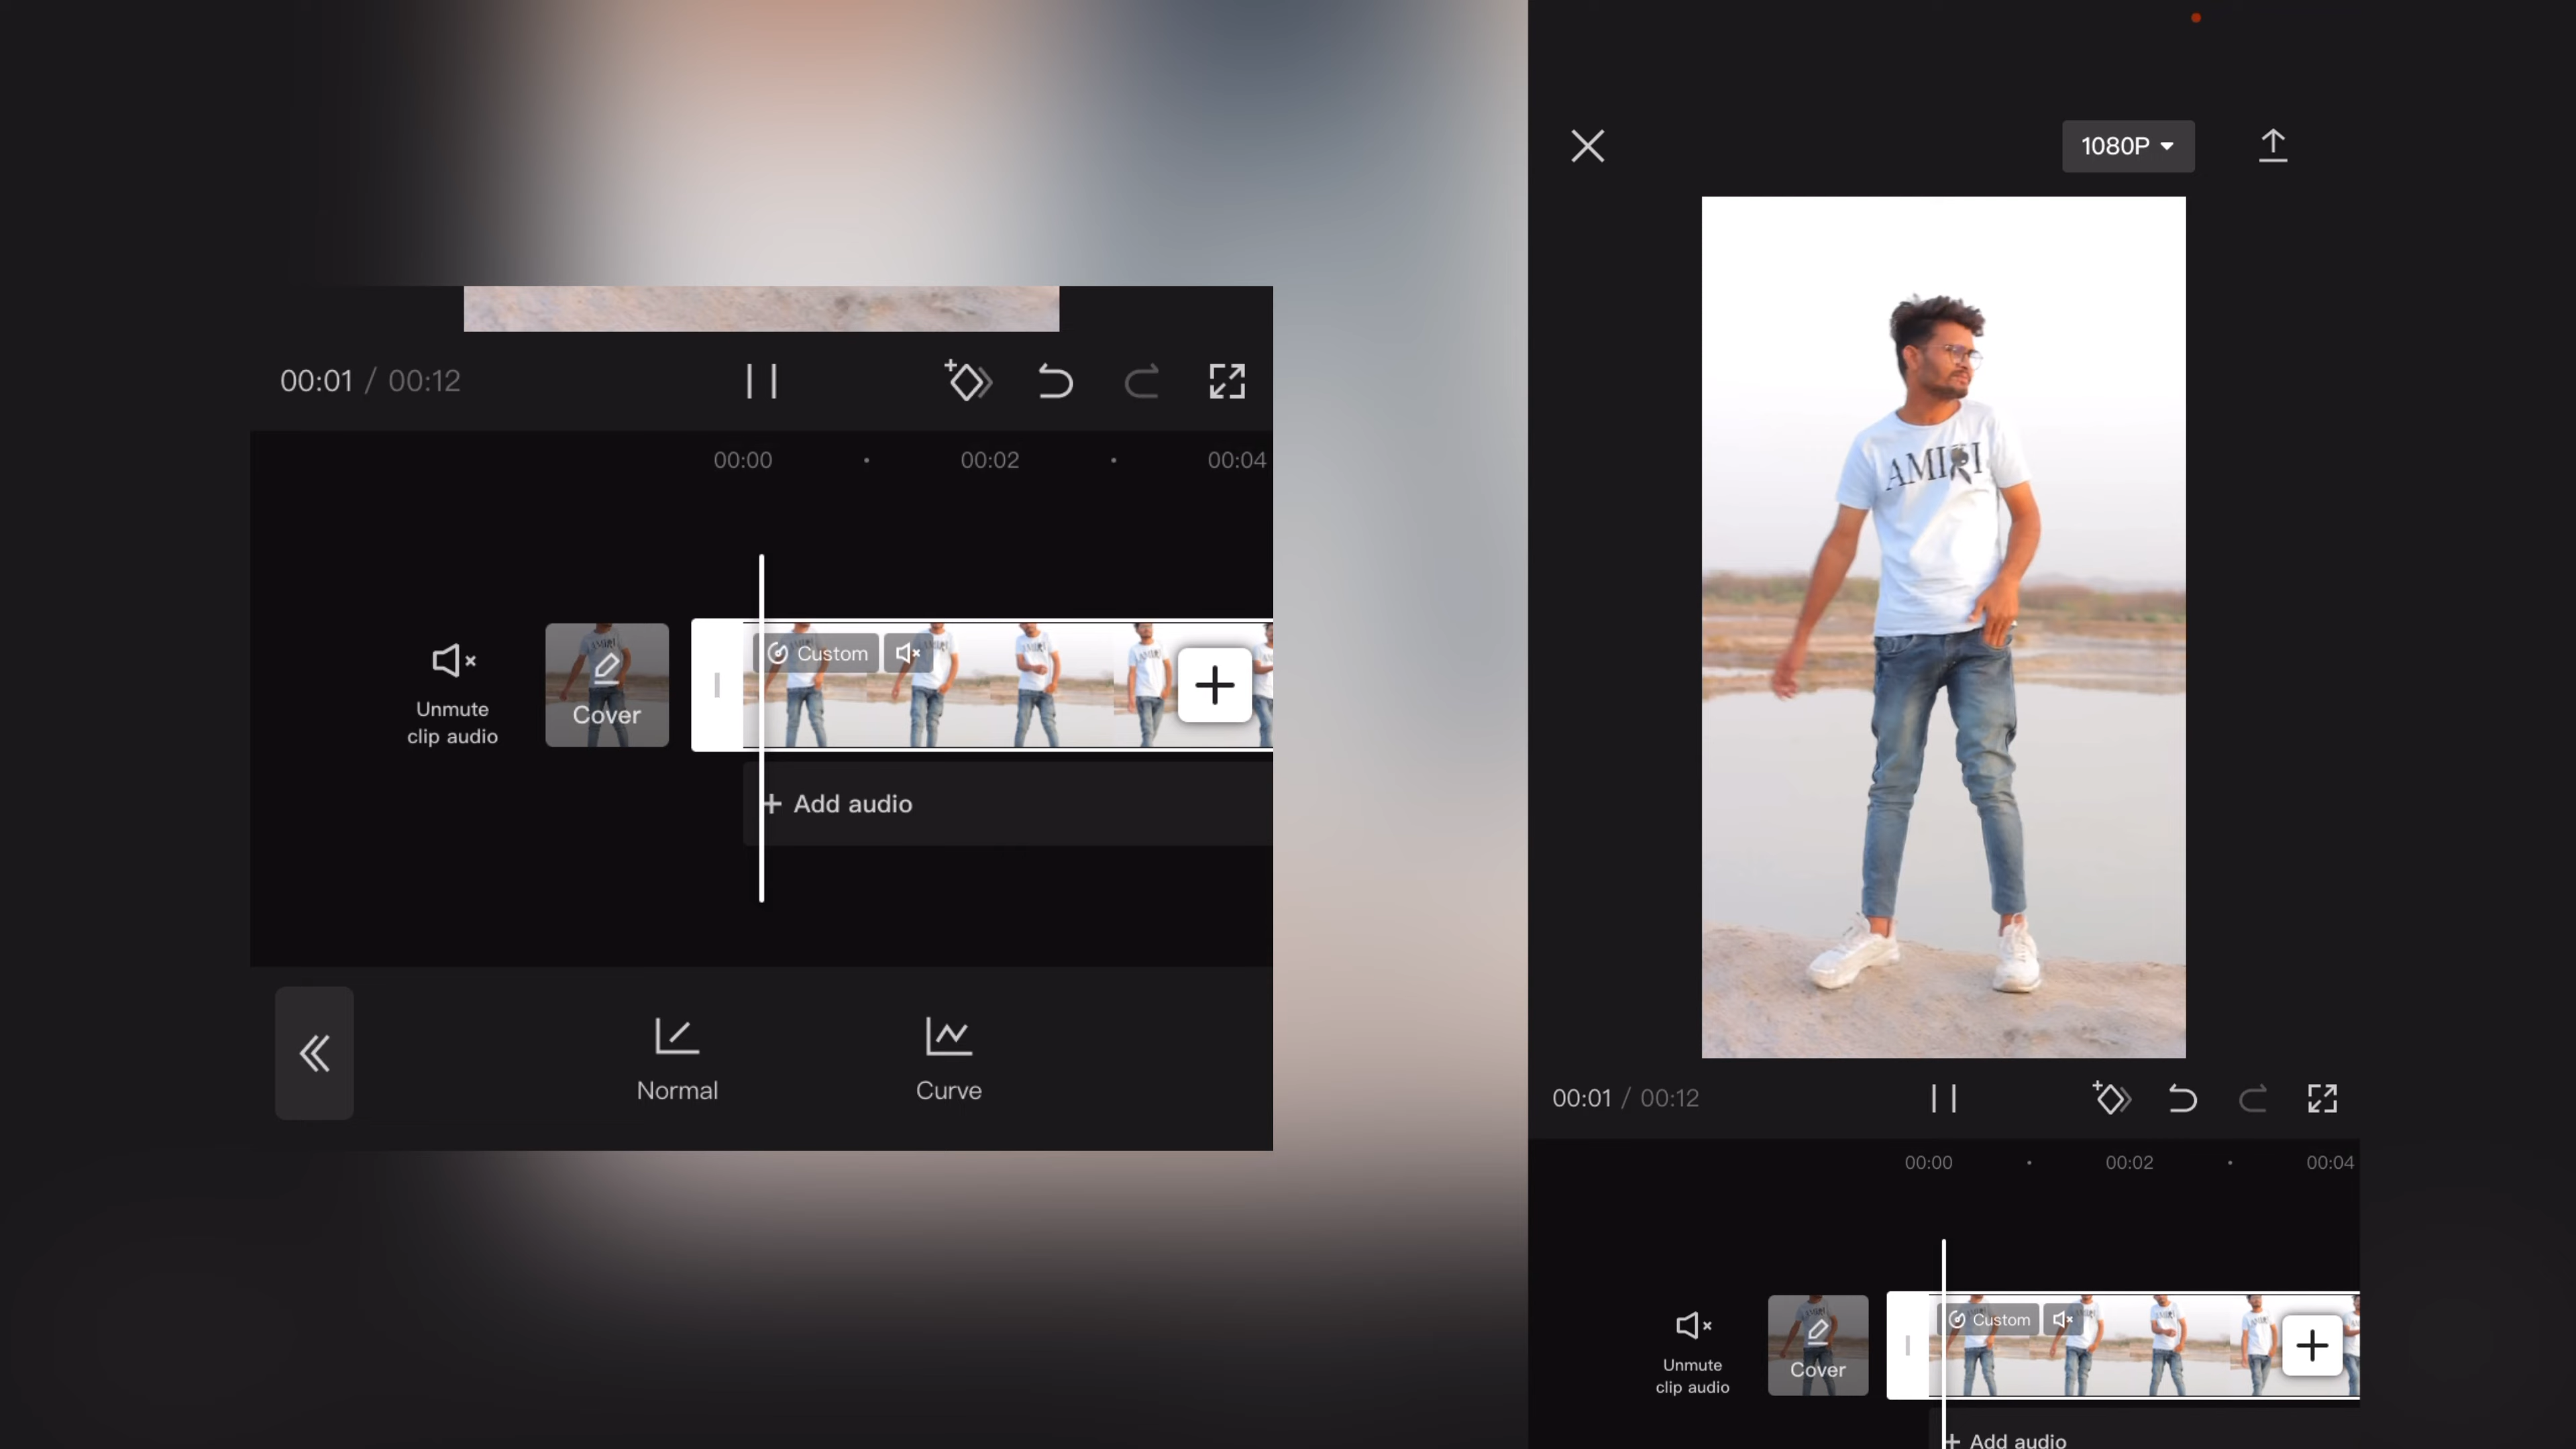 00:01 / 00:12
00:00 • 00:02 • 00:04
Unmute
clip audio
Cover
Custom
AMIRI
+ Add audio
Normal
Curve
1080P
AMIRI
00:01 / 00:12
00:00 • 00:02 • 00:04
Unmute
clip audio
Cover
Custom
+ Add audio